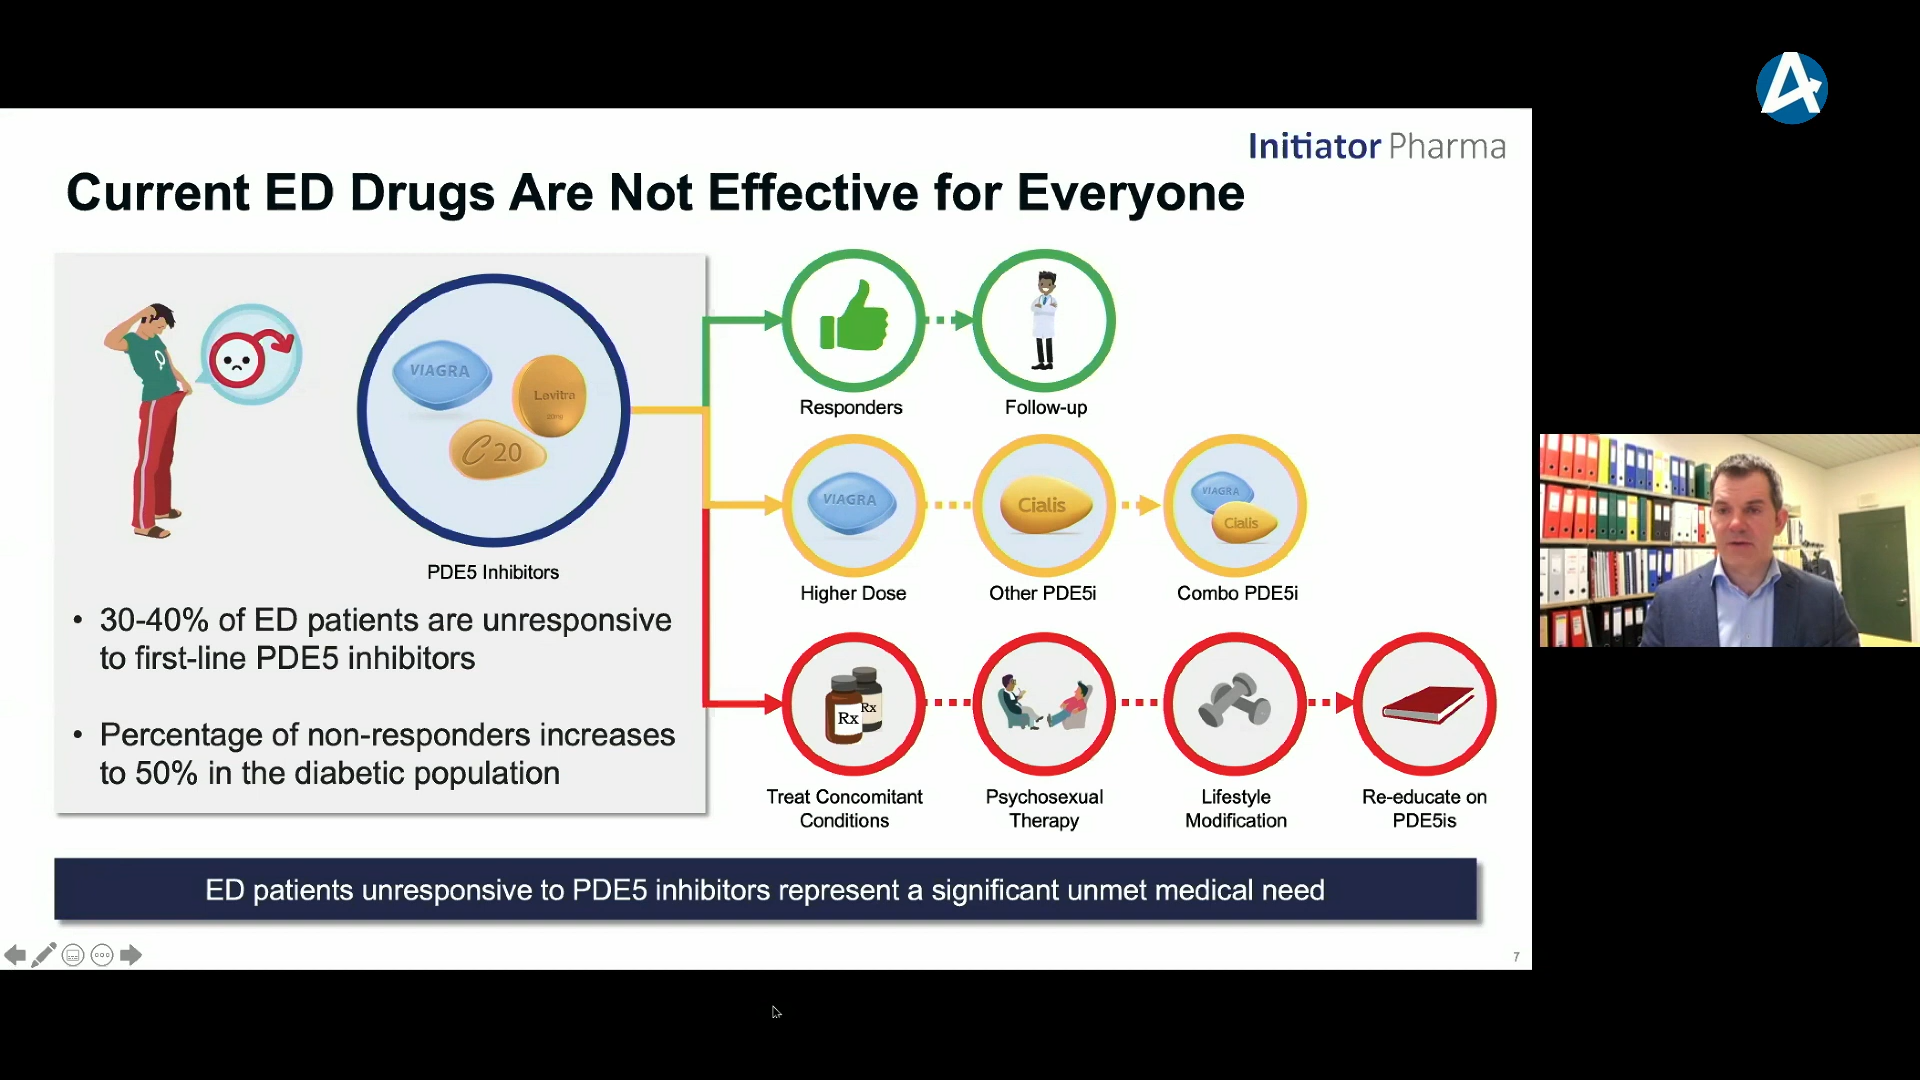 Initiator Pharma
Current ED Drugs Are Not Effective for Everyone
VIAGRA
Levitra
20mg
C 20
PDE5 Inhibitors
• 30-40% of ED patients are unresponsive
to first-line PDE5 inhibitors
• Percentage of non-responders increases
to 50% in the diabetic population
Responders
Follow-up
VIAGRA
Cialis
VIAGRA
Cialis
Higher Dose
Other PDE5i
Combo PDE5i
Rx
Rx
Treat Concomitant
Conditions
Psychosexual
Therapy
Lifestyle
Modification
Re-educate on
PDE5is
ED patients unresponsive to PDE5 inhibitors represent a significant unmet medical need
7